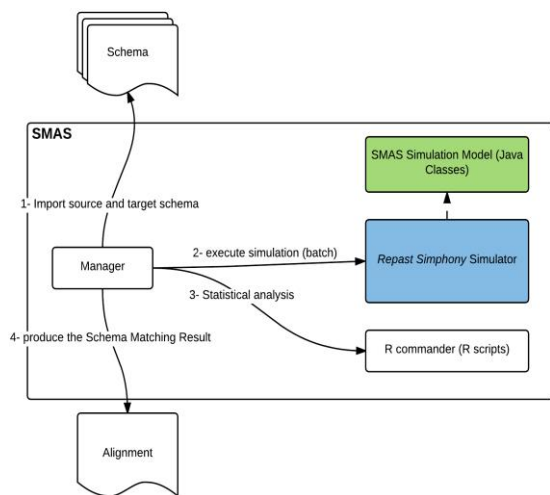 Schema
SMAS
SMAS Simulation Model (Java
Classes)
1- Import source and target schema
2- execute simulation (batch)
Manager
Repast Simphony Simulator
3- Statistical analysis
4- produce the Schema Matching Result
R commander (R scripts)
Alignment